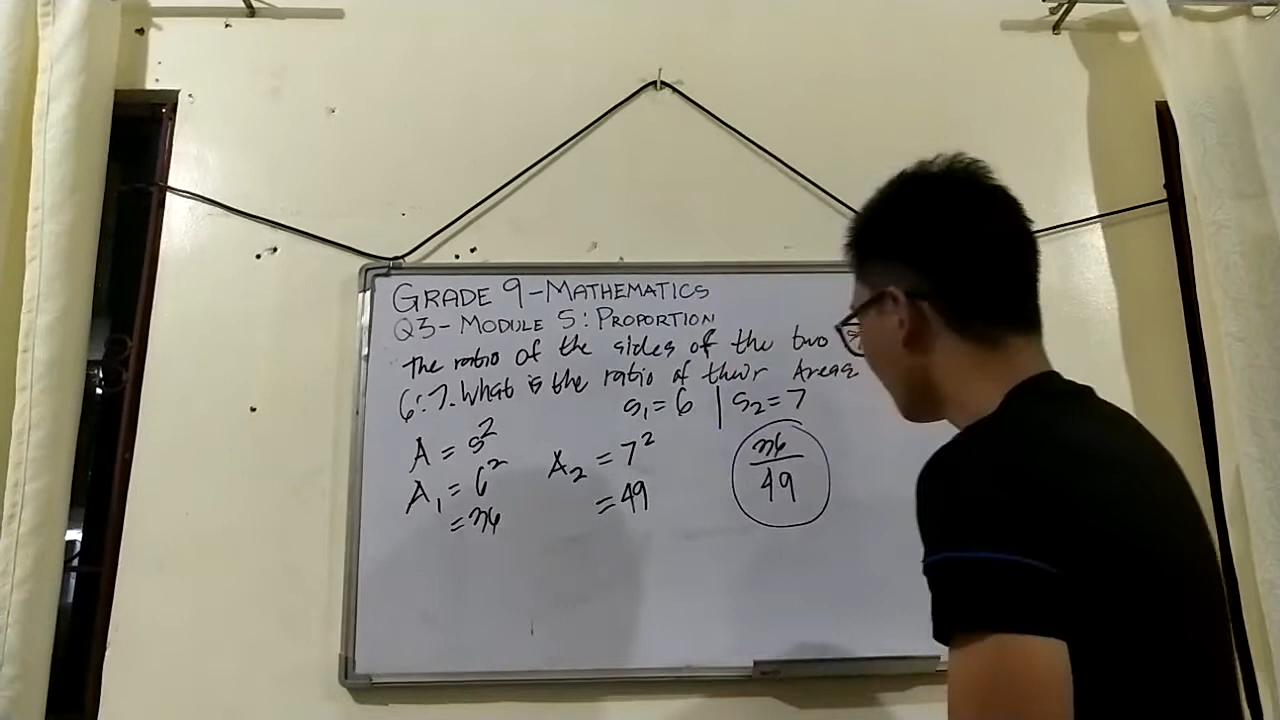 GRADE 9-MATHEMATICS
Q3-MODULE 5: PROPORTION
The ratio of the sides of the two
6:7. What is the ratio of their Areas
S₁ = 6 | S₂ = 7
A = s²
A₁ = 6²
= 36
A₂ = 7²
= 49
36
49